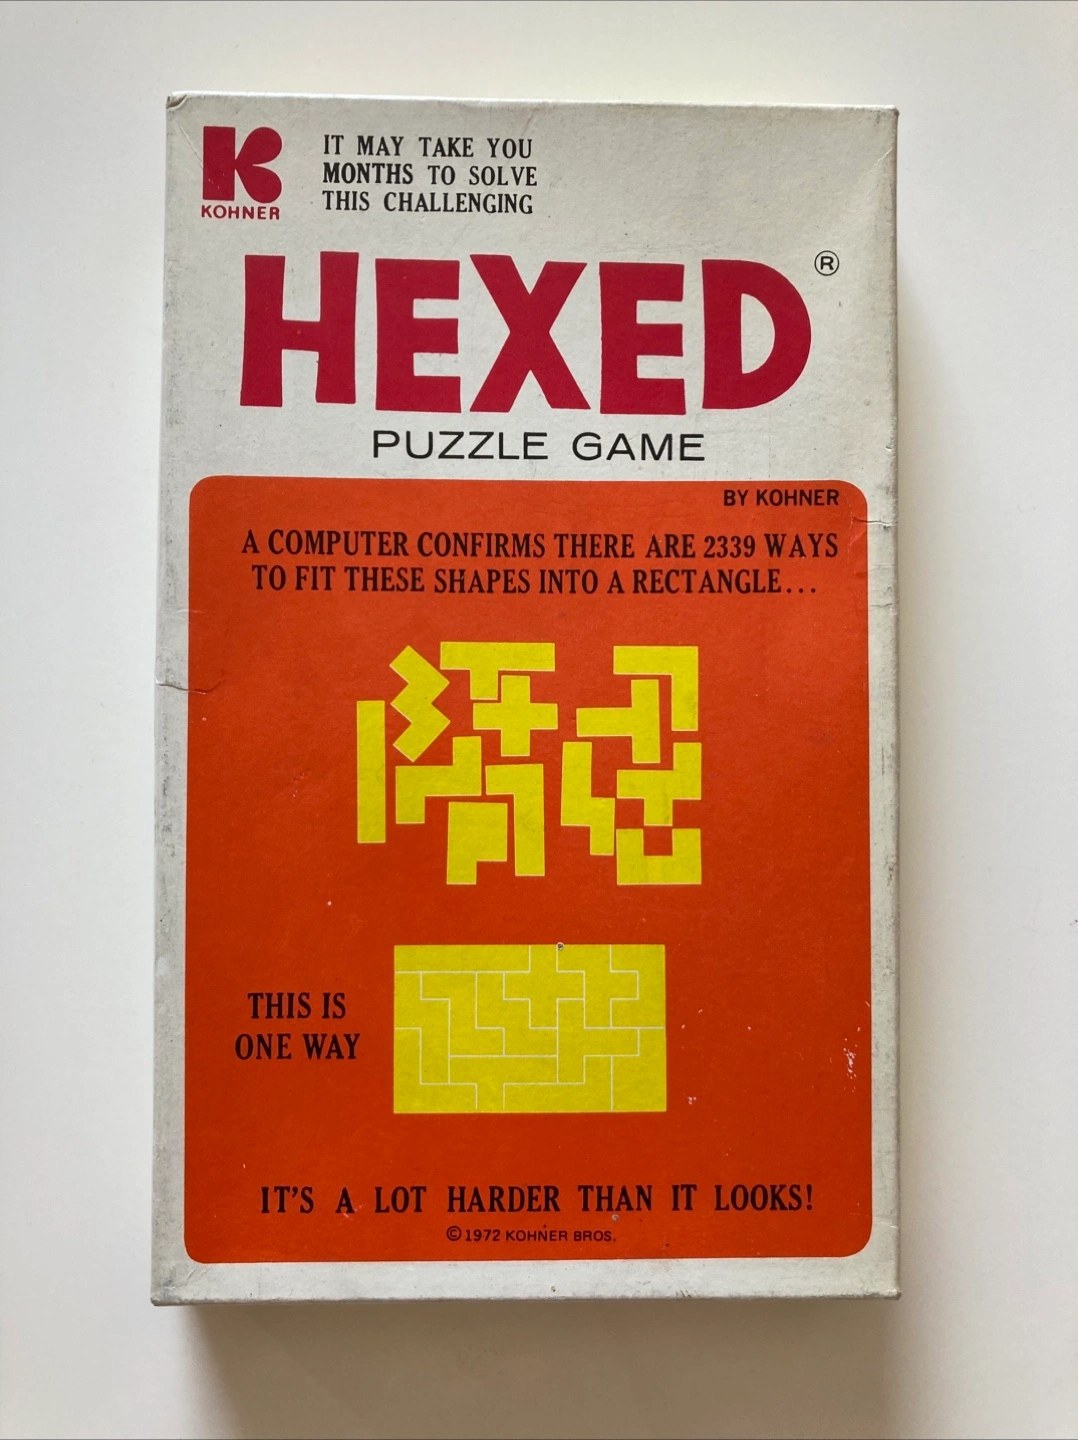 KOHNER
IT MAY TAKE YOU
MONTHS TO SOLVE
THIS CHALLENGING
HEXED®
PUZZLE GAME
BY KOHNER
A COMPUTER CONFIRMS THERE ARE 2339 WAYS
TO FIT THESE SHAPES INTO A RECTANGLE...
THIS IS
ONE WAY
IT'S A LOT HARDER THAN IT LOOKS!
©1972 KOHNER BROS.